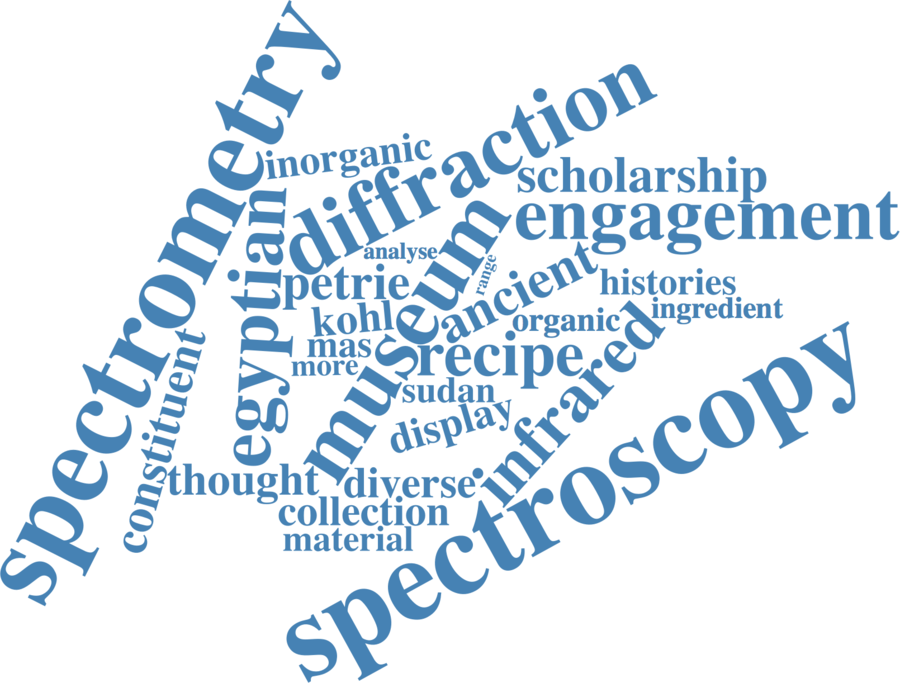 spectrometry
inorganic
diffraction
scholarship
engagement
egyptian
analyse
museum
range
petrie
ancient
histories
kohl
organic
ingredient
mas
recipe
more
infrared
constituent
sudan
display
spectroscopy
thought
diverse
collection
material